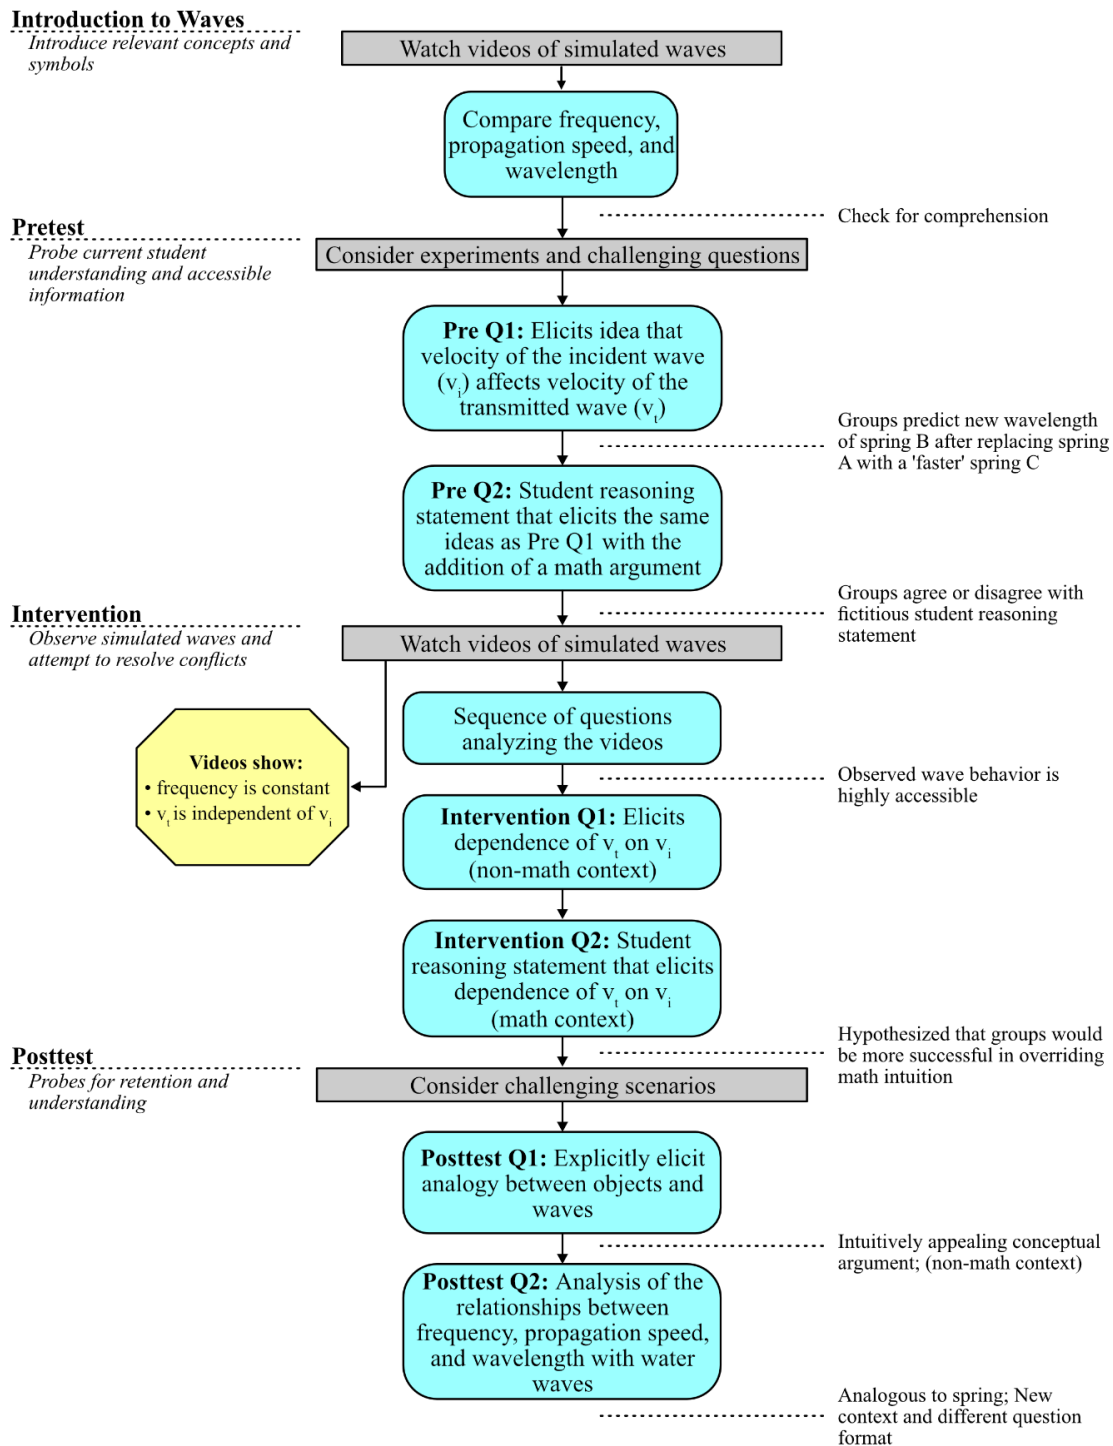 Introduction to Waves
Introduce relevant concepts and
symbols
Watch videos of simulated waves
Compare frequency,
propagation speed, and
wavelength
Check for comprehension
Pretest
Probe current student
understanding and accessible
information
Consider experiments and challenging questions
Pre Q1: Elicits idea that
velocity of the incident wave
(vᵢ) affects velocity of the
transmitted wave (vₜ)
Groups predict new wavelength
of spring B after replacing spring
A with a 'faster' spring C
Pre Q2: Student reasoning
statement that elicits the same
ideas as Pre Q1 with the
addition of a math argument
Groups agree or disagree with
fictitious student reasoning
statement
Intervention
Observe simulated waves and
attempt to resolve conflicts
Watch videos of simulated waves
Sequence of questions
analyzing the videos
Videos show:
• frequency is constant
• vₜ is independent of vᵢ
Observed wave behavior is
highly accessible
Intervention Q1: Elicits
dependence of vₜ on vᵢ
(non-math context)
Intervention Q2: Student
reasoning statement that elicits
dependence of vₜ on vᵢ
(math context)
Hypothesized that groups would
be more successful in overriding
math intuition
Posttest
Probes for retention and
understanding
Consider challenging scenarios
Posttest Q1: Explicitly elicit
analogy between objects and
waves
Intuitively appealing conceptual
argument; (non-math context)
Posttest Q2: Analysis of the
relationships between
frequency, propagation speed,
and wavelength with water
waves
Analogous to spring; New
context and different question
format